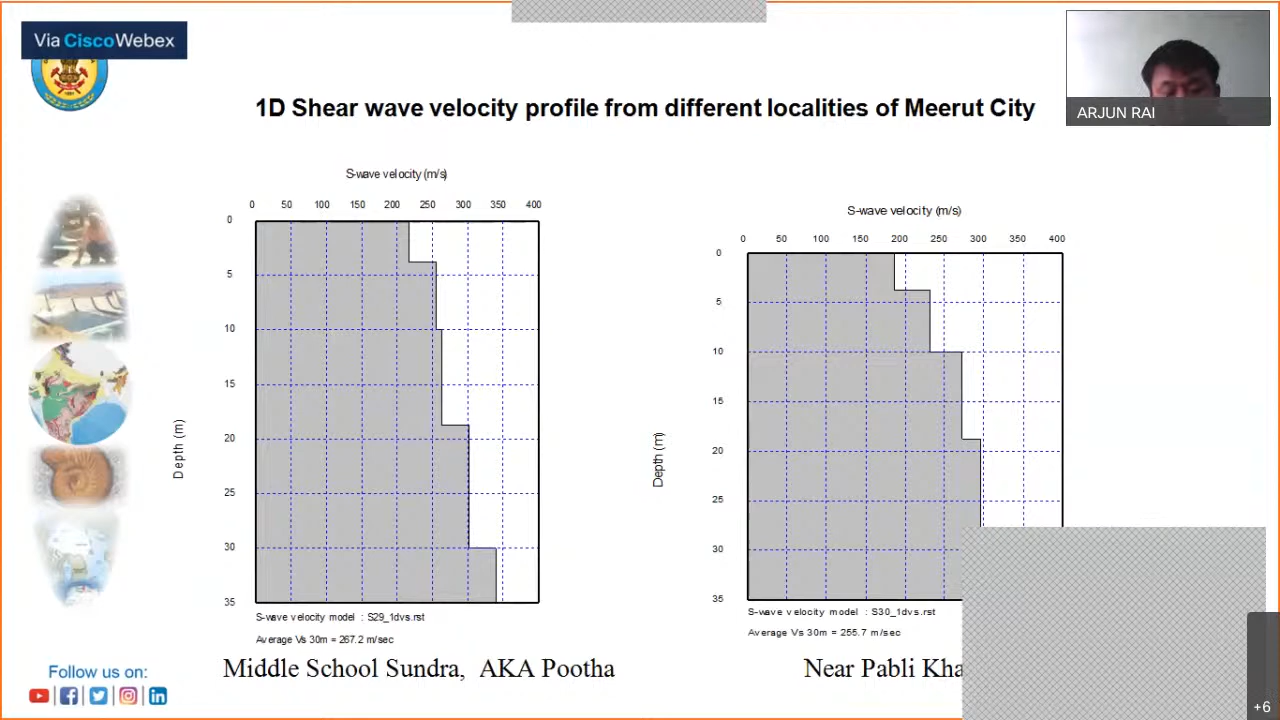 Via Cisco Webex
ARJUN RAI
1D Shear wave velocity profile from different localities of Meerut City
S-wave velocity (m/s)
0 50 100 150 200 250 300 350 400
0
5
10
15
20
25
30
35
Depth (m)
S-wave velocity model : S29_1dvs.rst
Average Vs 30m = 267.2 m/sec
Middle School Sundra, AKA Pootha
S-wave velocity (m/s)
0 50 100 150 200 250 300 350 400
0
5
10
15
20
25
30
35
Depth (m)
S-wave velocity model : S30_1dvs.rst
Average Vs 30m = 255.7 m/sec
Near Pabli Kha
Follow us on:
+6